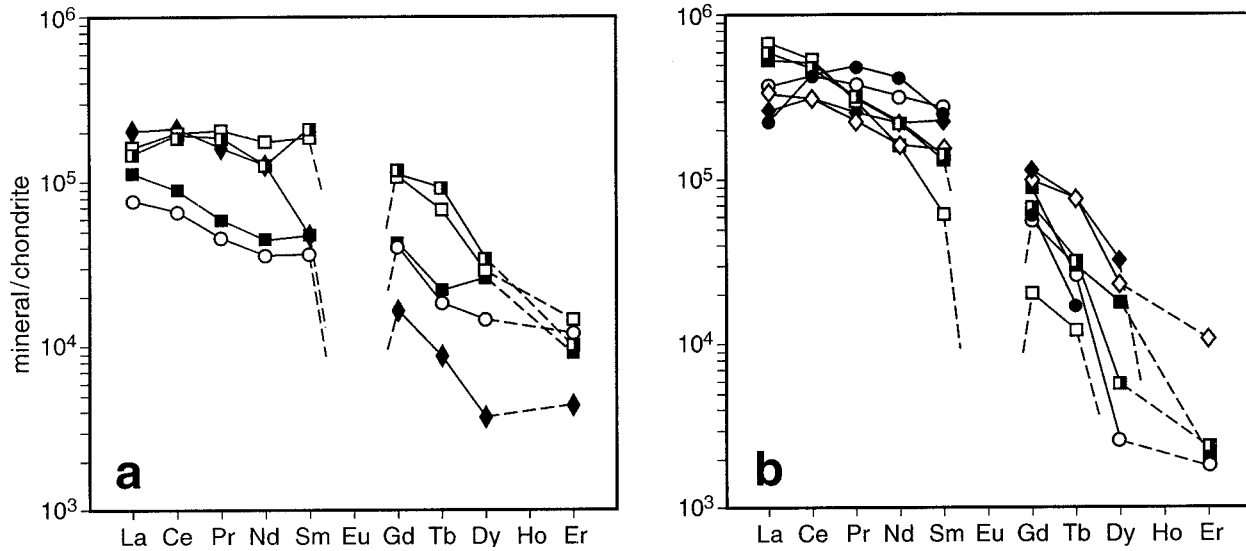 mineral/chondrite
10⁶
10⁵
10⁴
10³
a
La Ce Pr Nd Sm Eu Gd Tb Dy Ho Er
10⁶
10⁵
10⁴
10³
b
La Ce Pr Nd Sm Eu Gd Tb Dy Ho Er